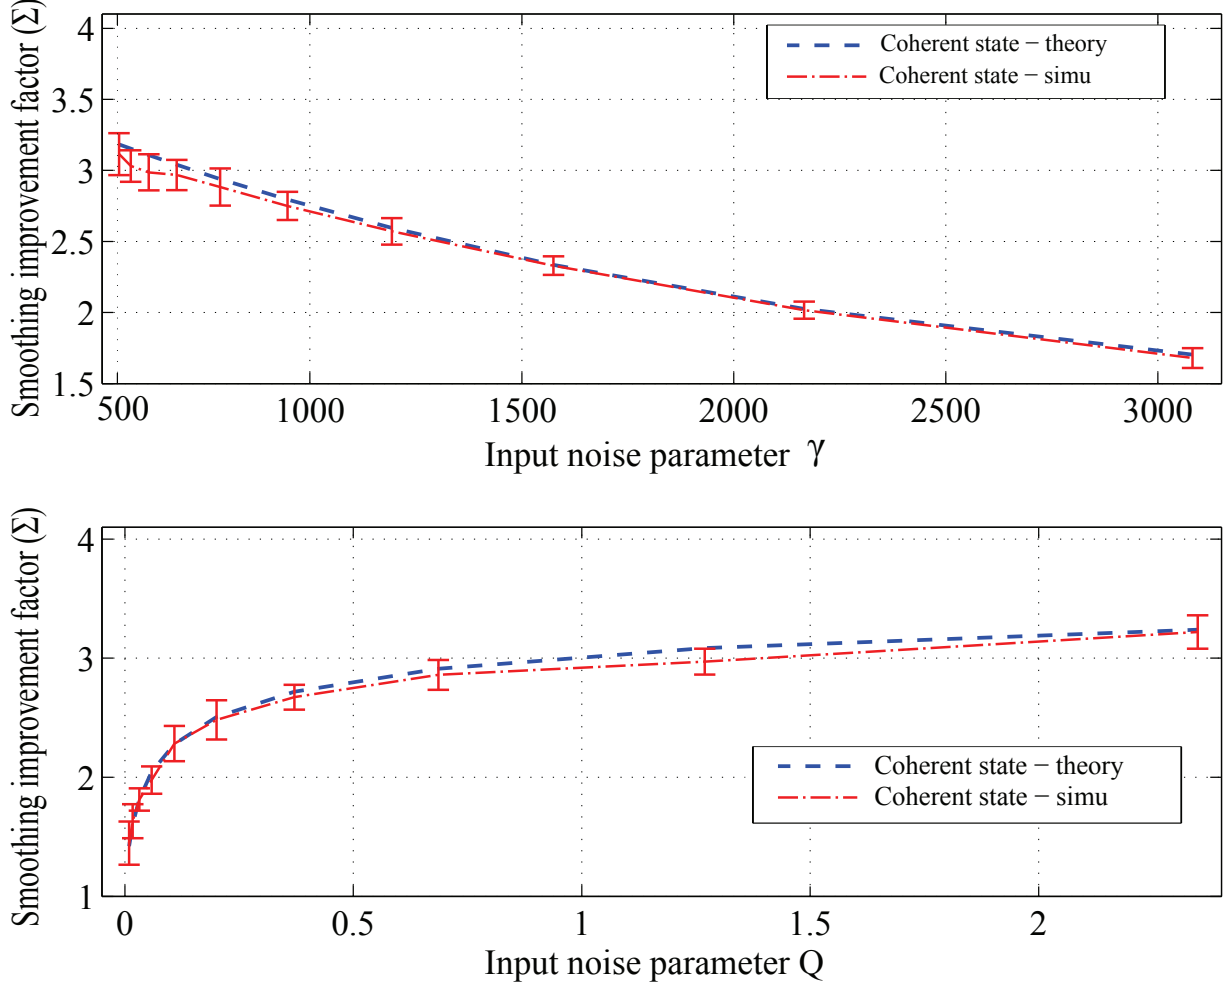 Smoothing improvement factor (Σ)
4
3.5
3
2.5
2
1.5
500
1000
1500
2000
2500
3000
Input noise parameter γ
Coherent state − theory
Coherent state − simu
Smoothing improvement factor (Σ)
4
3
2
1
0
0.5
1
1.5
2
Input noise parameter Q
Coherent state − theory
Coherent state − simu